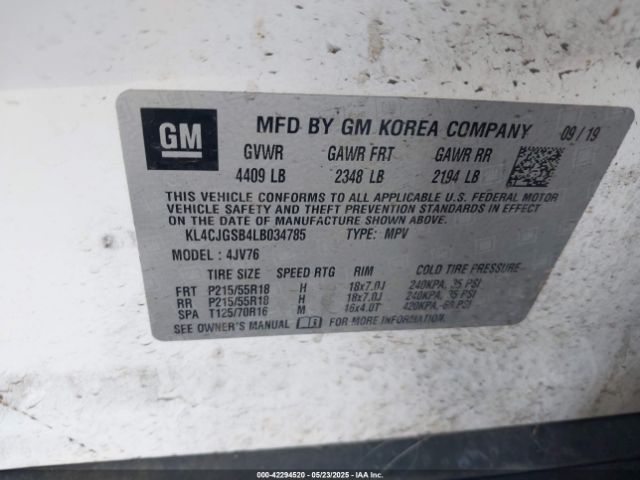 GM MFD BY GM KOREA COMPANY 09/19
GVWR GAWR FRT GAWR RR
4409 LB 2348 LB 2194 LB
THIS VEHICLE CONFORMS TO ALL APPLICABLE U.S. FEDERAL MOTOR
VEHICLE SAFETY AND THEFT PREVENTION STANDARDS IN EFFECT
ON THE DATE OF MANUFACTURE SHOWN ABOVE.
KL4CJGSB4LB034785 TYPE: MPV
MODEL : 4JV76
TIRE SIZE SPEED RTG RIM COLD TIRE PRESSURE
FRT P215/55R18 H 18x7.0J 240KPA, 35 PSI
RR P215/55R18 H 18x7.0J 240KPA, 35 PSI
SPA T125/70R16 M 16x4.0T 420KPA, 60 PSI
SEE OWNER'S MANUAL FOR MORE INFORMATION.
000-42294520 - 05/23/2025 - IAAI.CA